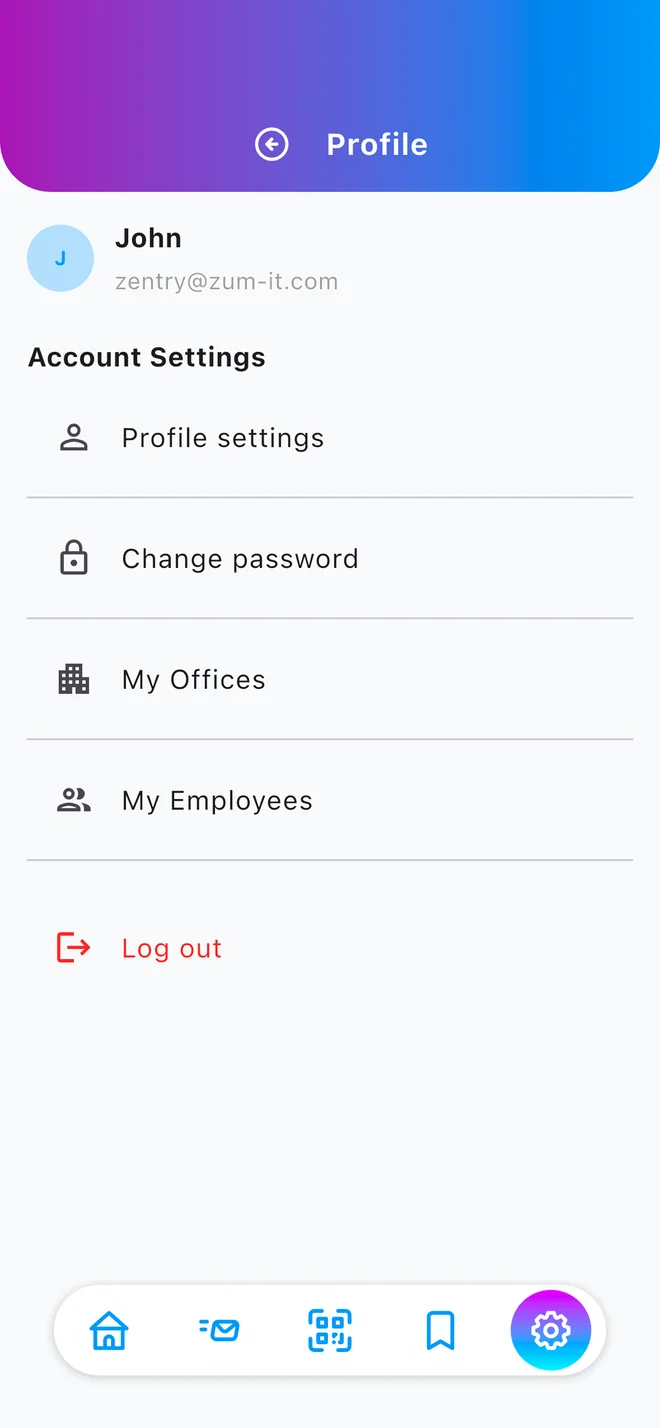 Profile
J
John
zentry@zum-it.com
Account Settings
Profile settings
Change password
My Offices
My Employees
Log out